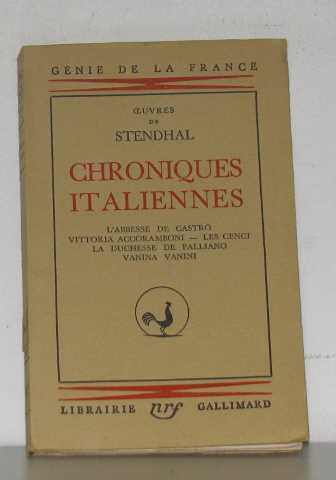 GÉNIE DE LA FRANCE
ŒUVRES
DE
STENDHAL
CHRONIQUES
ITALIENNES
L'ABBESSE DE CASTRO
VITTORIA ACCORAMBONI — LES CENCI
LA DUCHESSE DE PALLIANO
VANINA VANINI
LIBRAIRIE nrf GALLIMARD